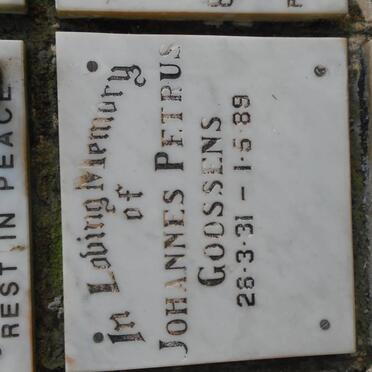 In Loving Memory
of
JOHANNES PETRUS
GOOSSENS
26·3·31 – 1·5·89
REST IN PEACE